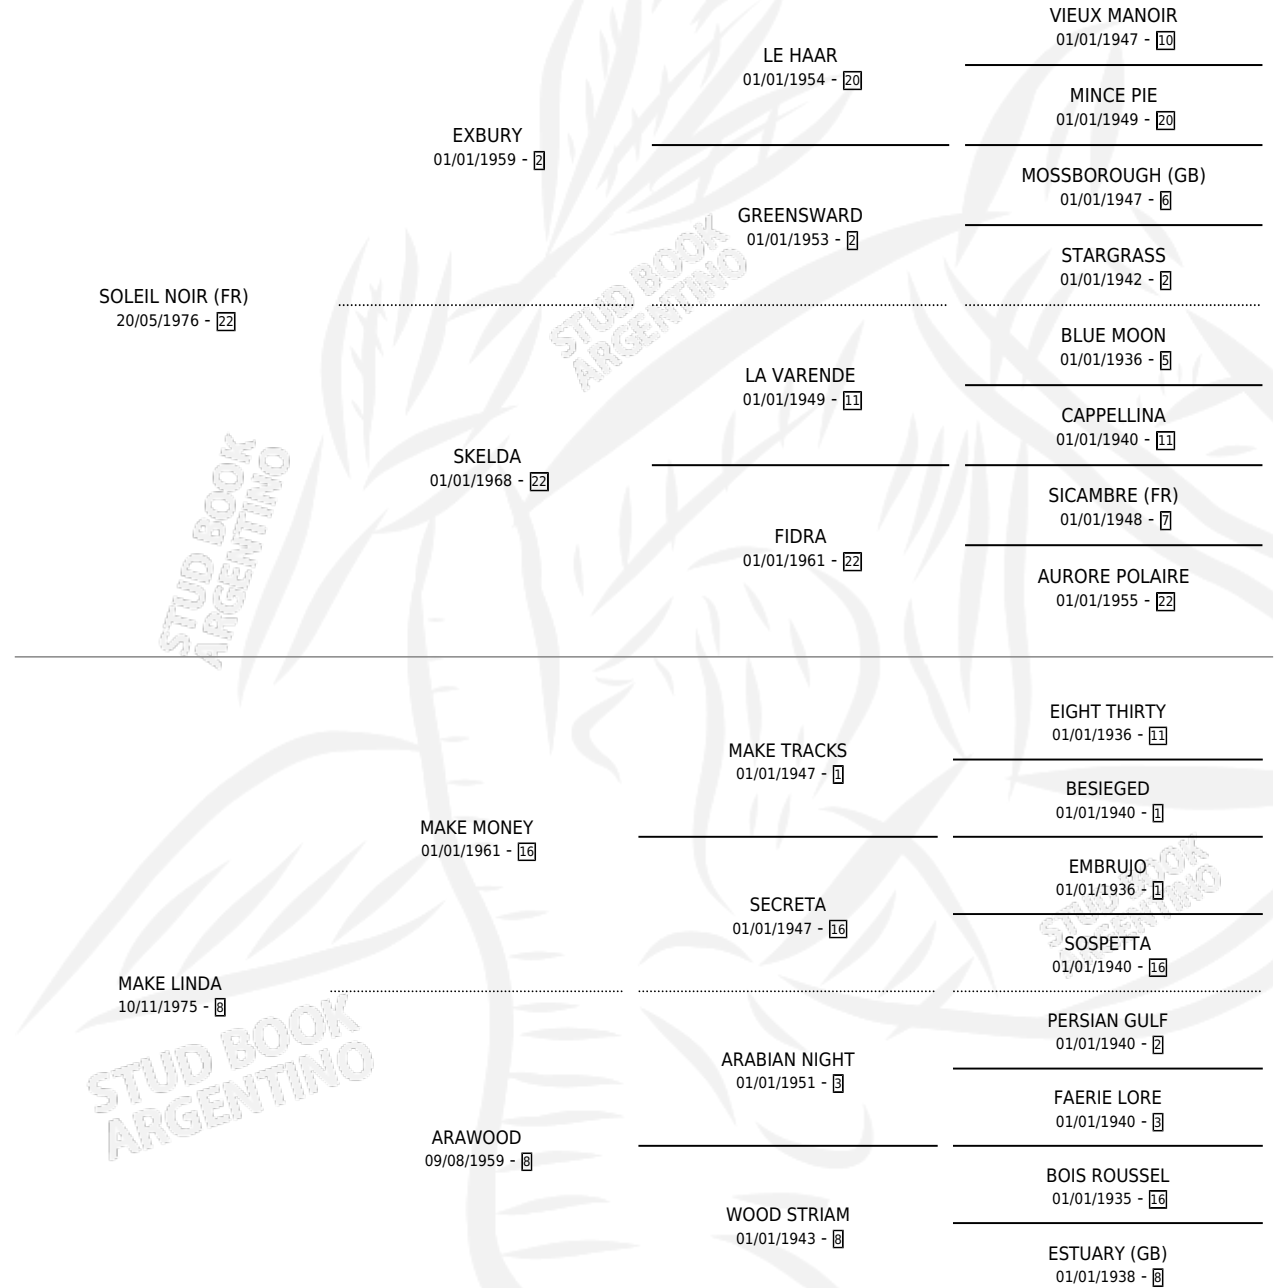 VIEUX MANOIR
01/01/1947 - 10
LE HAAR
01/01/1954 - 20
MINCE PIE
01/01/1949 - 20
EXBURY
01/01/1959 - 2
MOSSBOROUGH (GB)
01/01/1947 - 6
GREENSWARD
01/01/1953 - 2
STARGRASS
01/01/1942 - 2
SOLEIL NOIR (FR)
20/05/1976 - 22
BLUE MOON
01/01/1936 - 5
LA VARENDE
01/01/1949 - 11
CAPPELLINA
01/01/1940 - 11
SKELDA
01/01/1968 - 22
SICAMBRE (FR)
01/01/1948 - 7
FIDRA
01/01/1961 - 22
AURORE POLAIRE
01/01/1955 - 22
EIGHT THIRTY
01/01/1936 - 11
MAKE TRACKS
01/01/1947 - 1
BESIEGED
01/01/1940 - 1
MAKE MONEY
01/01/1961 - 16
EMBRUJO
01/01/1936 - 1
SECRETA
01/01/1947 - 16
SOSPETTA
01/01/1940 - 16
MAKE LINDA
10/11/1975 - 8
PERSIAN GULF
01/01/1940 - 2
ARABIAN NIGHT
01/01/1951 - 3
FAERIE LORE
01/01/1940 - 3
ARAWOOD
09/08/1959 - 8
BOIS ROUSSEL
01/01/1935 - 16
WOOD STRIAM
01/01/1943 - 8
ESTUARY (GB)
01/01/1938 - 8
STUD BOOK
ARGENTINO
STUD BOOK
ARGENTINO
STUD BOOK
ARGENTINO
STUD BOOK
ARGENTINO